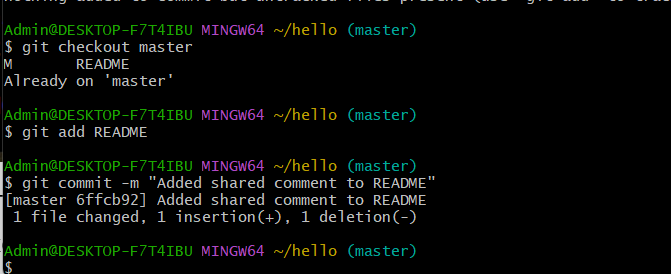 Admin@DESKTOP-F7T4IBU MINGW64 ~/hello (master)
$ git checkout master
M       README
Already on 'master'
Admin@DESKTOP-F7T4IBU MINGW64 ~/hello (master)
$ git add README
Admin@DESKTOP-F7T4IBU MINGW64 ~/hello (master)
$ git commit -m "Added shared comment to README"
[master 6ffcb92] Added shared comment to README
 1 file changed, 1 insertion(+), 1 deletion(-)
Admin@DESKTOP-F7T4IBU MINGW64 ~/hello (master)
$